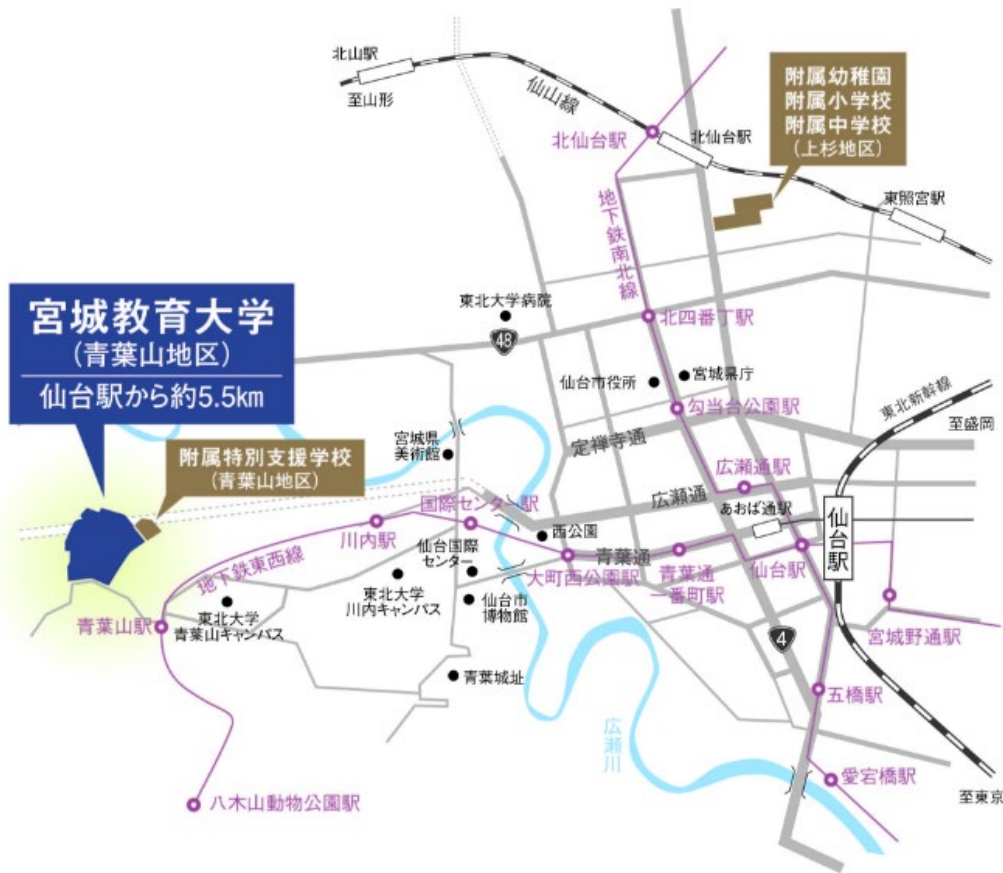 北山駅
至山形
仙山線
北仙台駅
北仙台駅
附属幼稚園
附属小学校
附属中学校
(上杉地区)
東照宮駅
地下鉄南北線
宮城教育大学
(青葉山地区)
仙台駅から約5.5km
東北大学病院
48
北四番丁駅
仙台市役所
宮城県庁
勾当台公園駅
東北新幹線
至盛岡
附属特別支援学校
(青葉山地区)
宮城県
美術館
定禅寺通
広瀬通駅
広瀬通
あおば通駅
仙台駅
国際センター駅
川内駅
西公園
青葉通
地下鉄東西線
仙台国際
センター
大町西公園駅
青葉通
一番町駅
仙台駅
東北大学
川内キャンパス
仙台市
博物館
東北大学
青葉山キャンパス
青葉山駅
宮城野通駅
4
青葉城址
五橋駅
広瀬川
愛宕橋駅
至東京
八木山動物公園駅